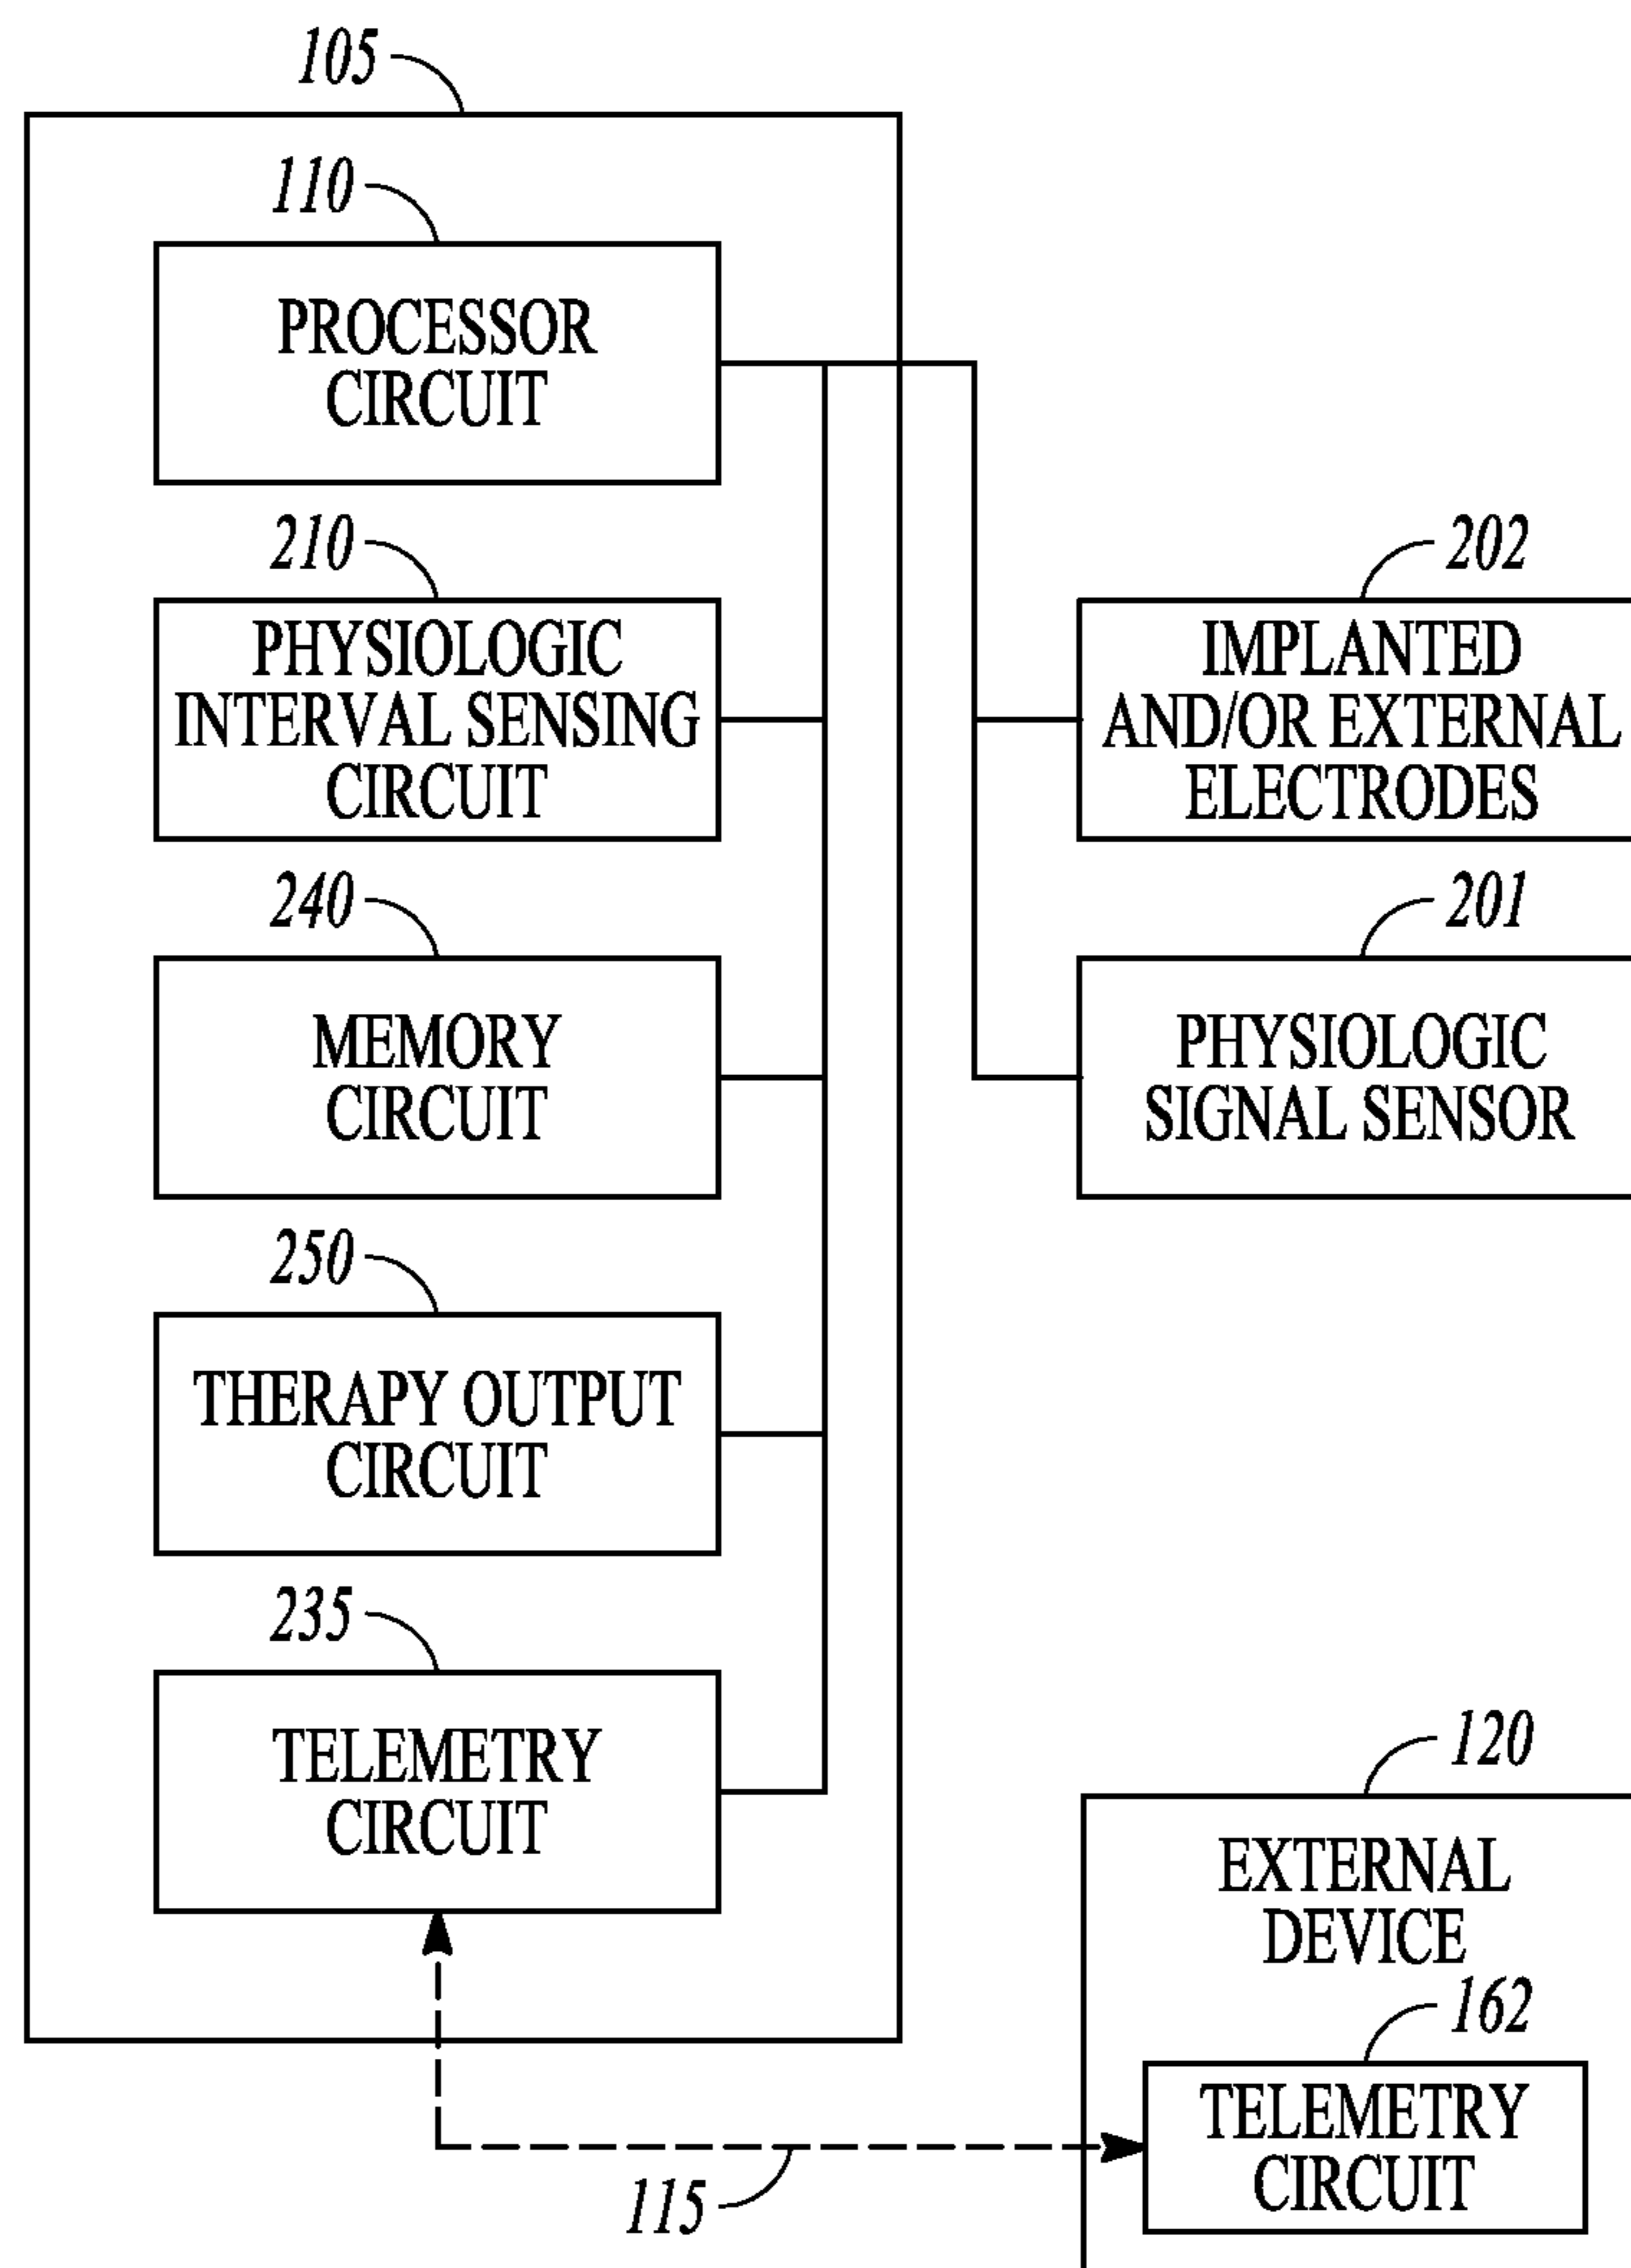 105
110
PROCESSOR
CIRCUIT
210
PHYSIOLOGIC
INTERVAL SENSING
CIRCUIT
240
MEMORY
CIRCUIT
250
THERAPY OUTPUT
CIRCUIT
235
TELEMETRY
CIRCUIT
202
IMPLANTED
AND/OR EXTERNAL
ELECTRODES
201
PHYSIOLOGIC
SIGNAL SENSOR
120
EXTERNAL
DEVICE
162
TELEMETRY
CIRCUIT
115